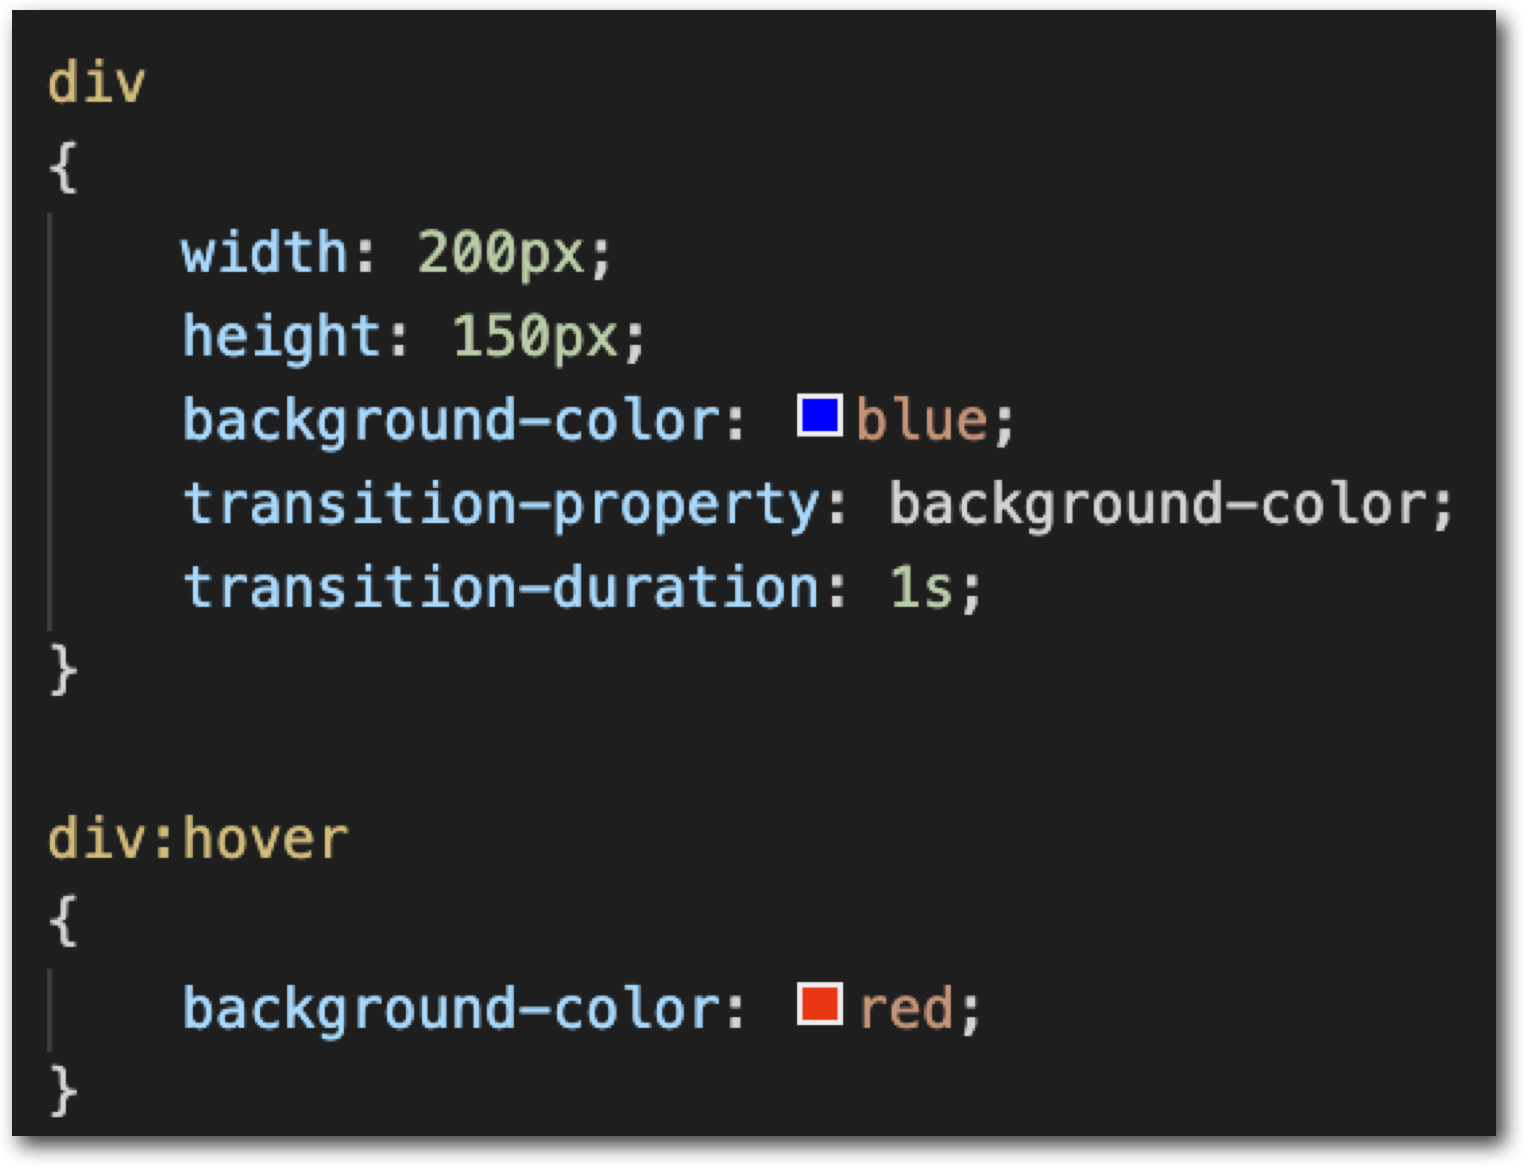 div
{
    width: 200px;
    height: 150px;
    background-color: blue;
    transition-property: background-color;
    transition-duration: 1s;
}
div:hover
{
    background-color: red;
}